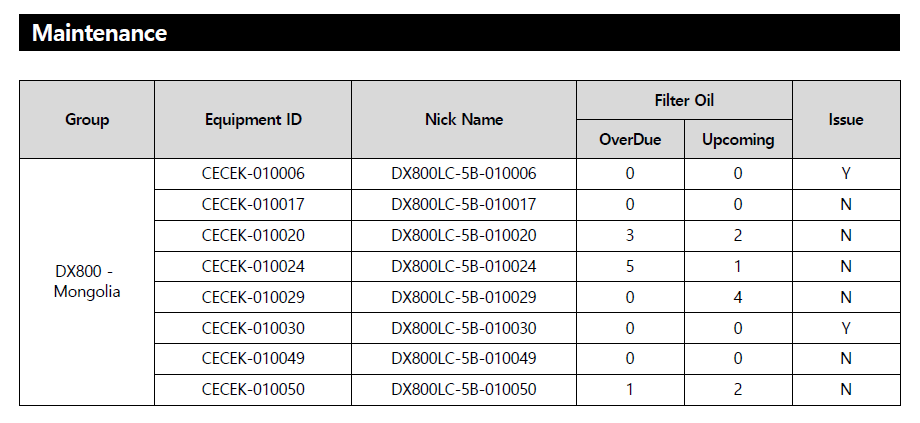 Maintenance
Group Equipment ID Nick Name Filter Oil Issue
OverDue Upcoming
DX800 -
Mongolia
CECEK-010006 DX800LC-5B-010006 0 0 Y
CECEK-010017 DX800LC-5B-010017 0 0 N
CECEK-010020 DX800LC-5B-010020 3 2 N
CECEK-010024 DX800LC-5B-010024 5 1 N
CECEK-010029 DX800LC-5B-010029 0 4 N
CECEK-010030 DX800LC-5B-010030 0 0 Y
CECEK-010049 DX800LC-5B-010049 0 0 N
CECEK-010050 DX800LC-5B-010050 1 2 N